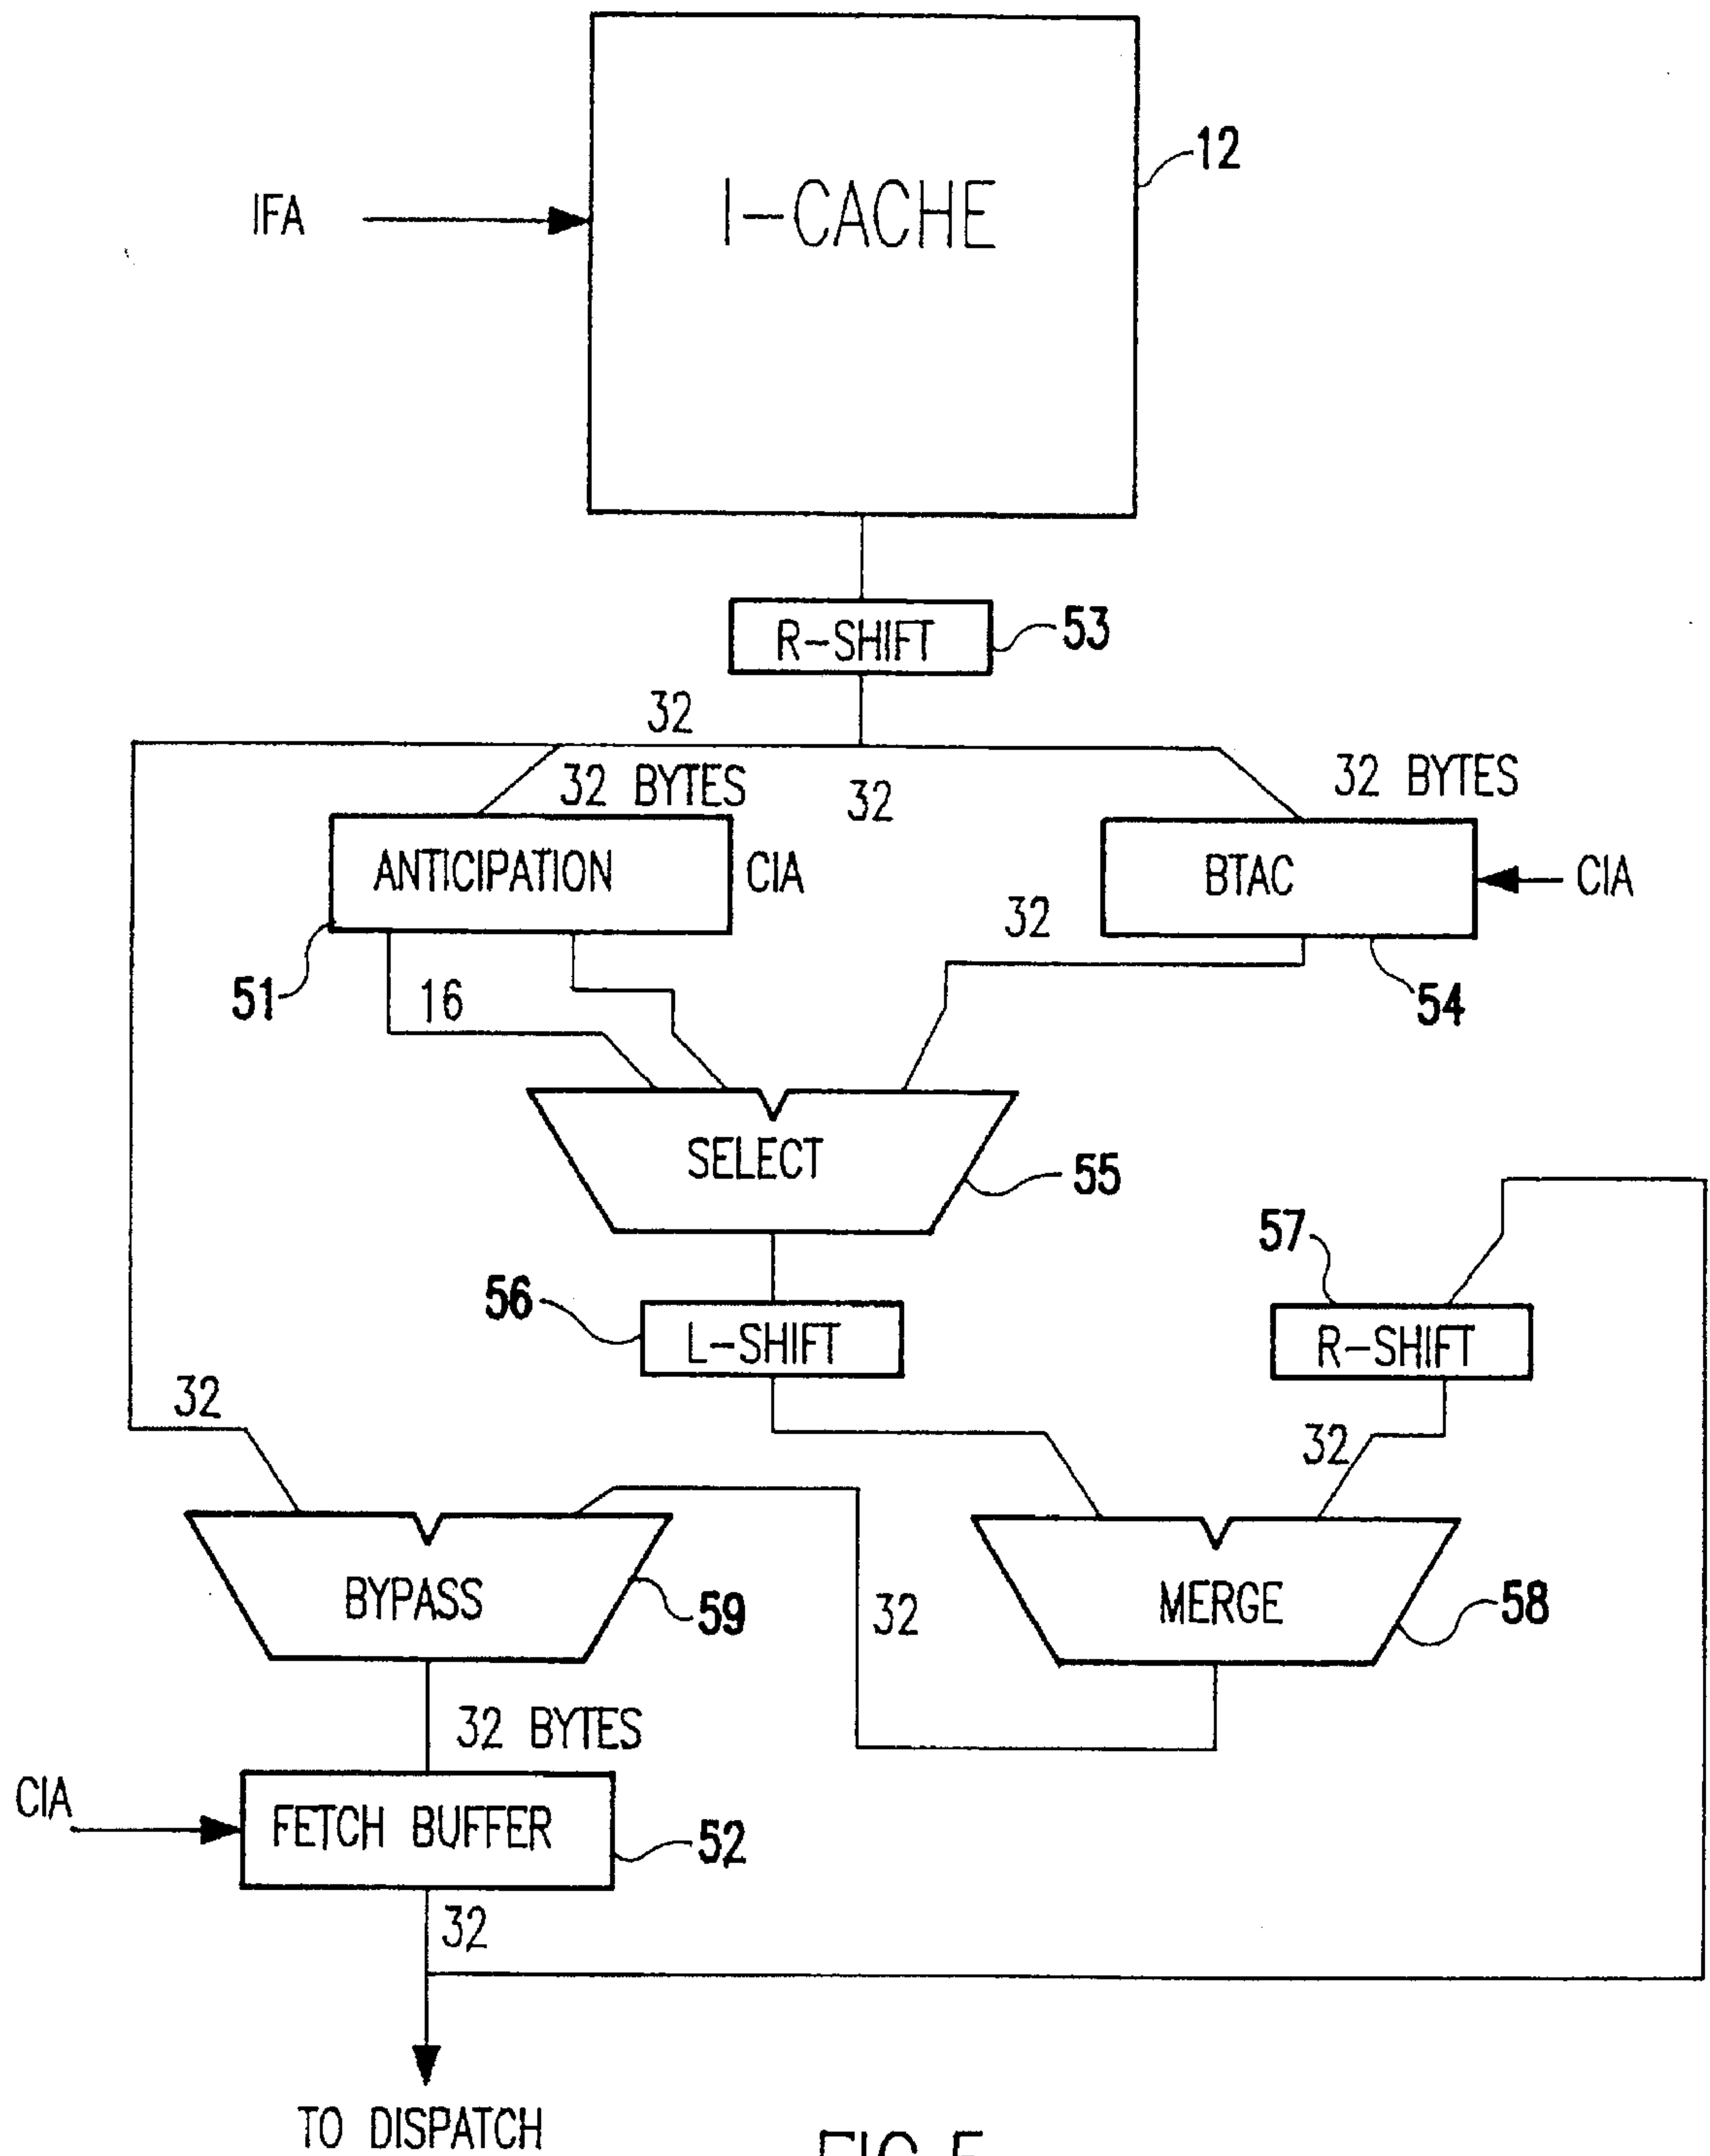 12
IFA
I-CACHE
R-SHIFT
53
32
32 BYTES
32
32 BYTES
ANTICIPATION
CIA
BTAC
CIA
32
51
16
54
SELECT
55
57
56
L-SHIFT
R-SHIFT
32
32
BYPASS
59
32
MERGE
58
32 BYTES
CIA
FETCH BUFFER
52
32
TO DISPATCH
FIG.5